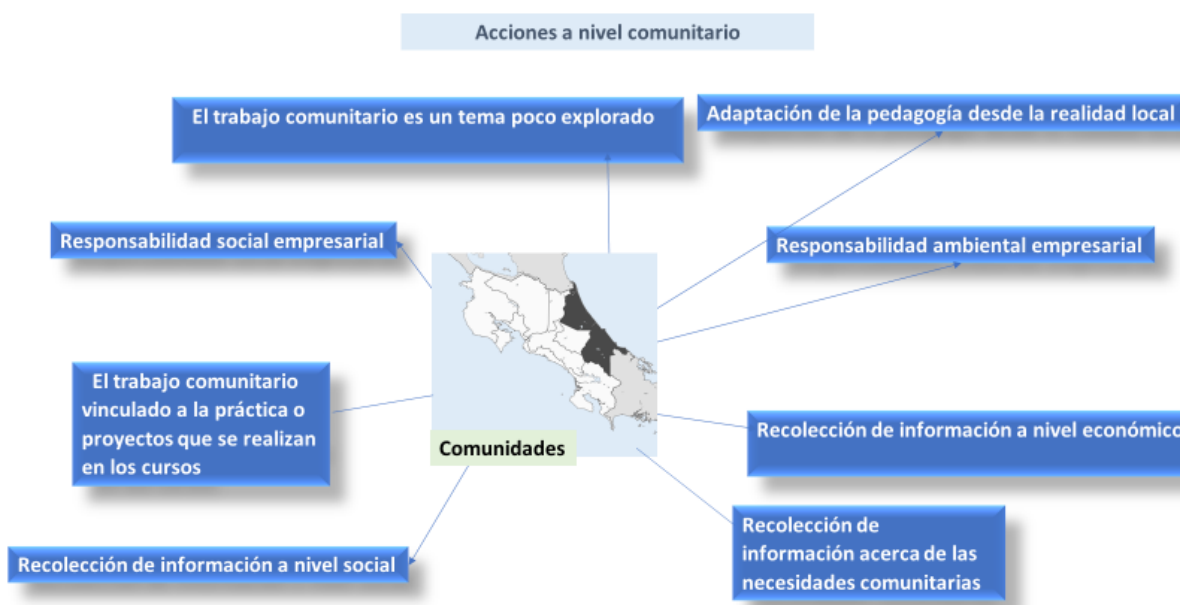 Acciones a nivel comunitario
El trabajo comunitario es un tema poco explorado
Adaptación de la pedagogía desde la realidad local
Responsabilidad social empresarial
Responsabilidad ambiental empresarial
El trabajo comunitario
vinculado a la práctica o
proyectos que se realizan
en los cursos
Comunidades
Recolección de información a nivel económico
Recolección de información a nivel social
Recolección de
información acerca de las
necesidades comunitarias